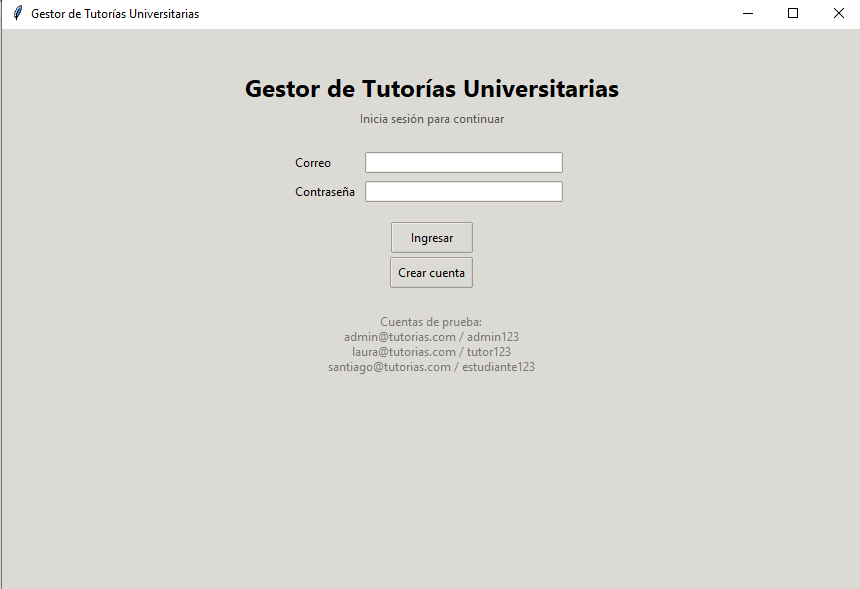 Gestor de Tutorías Universitarias
Gestor de Tutorías Universitarias
Inicia sesión para continuar
Correo
Contraseña
Ingresar
Crear cuenta
Cuentas de prueba:
admin@tutorias.com / admin123
laura@tutorias.com / tutor123
santiago@tutorias.com / estudiante123